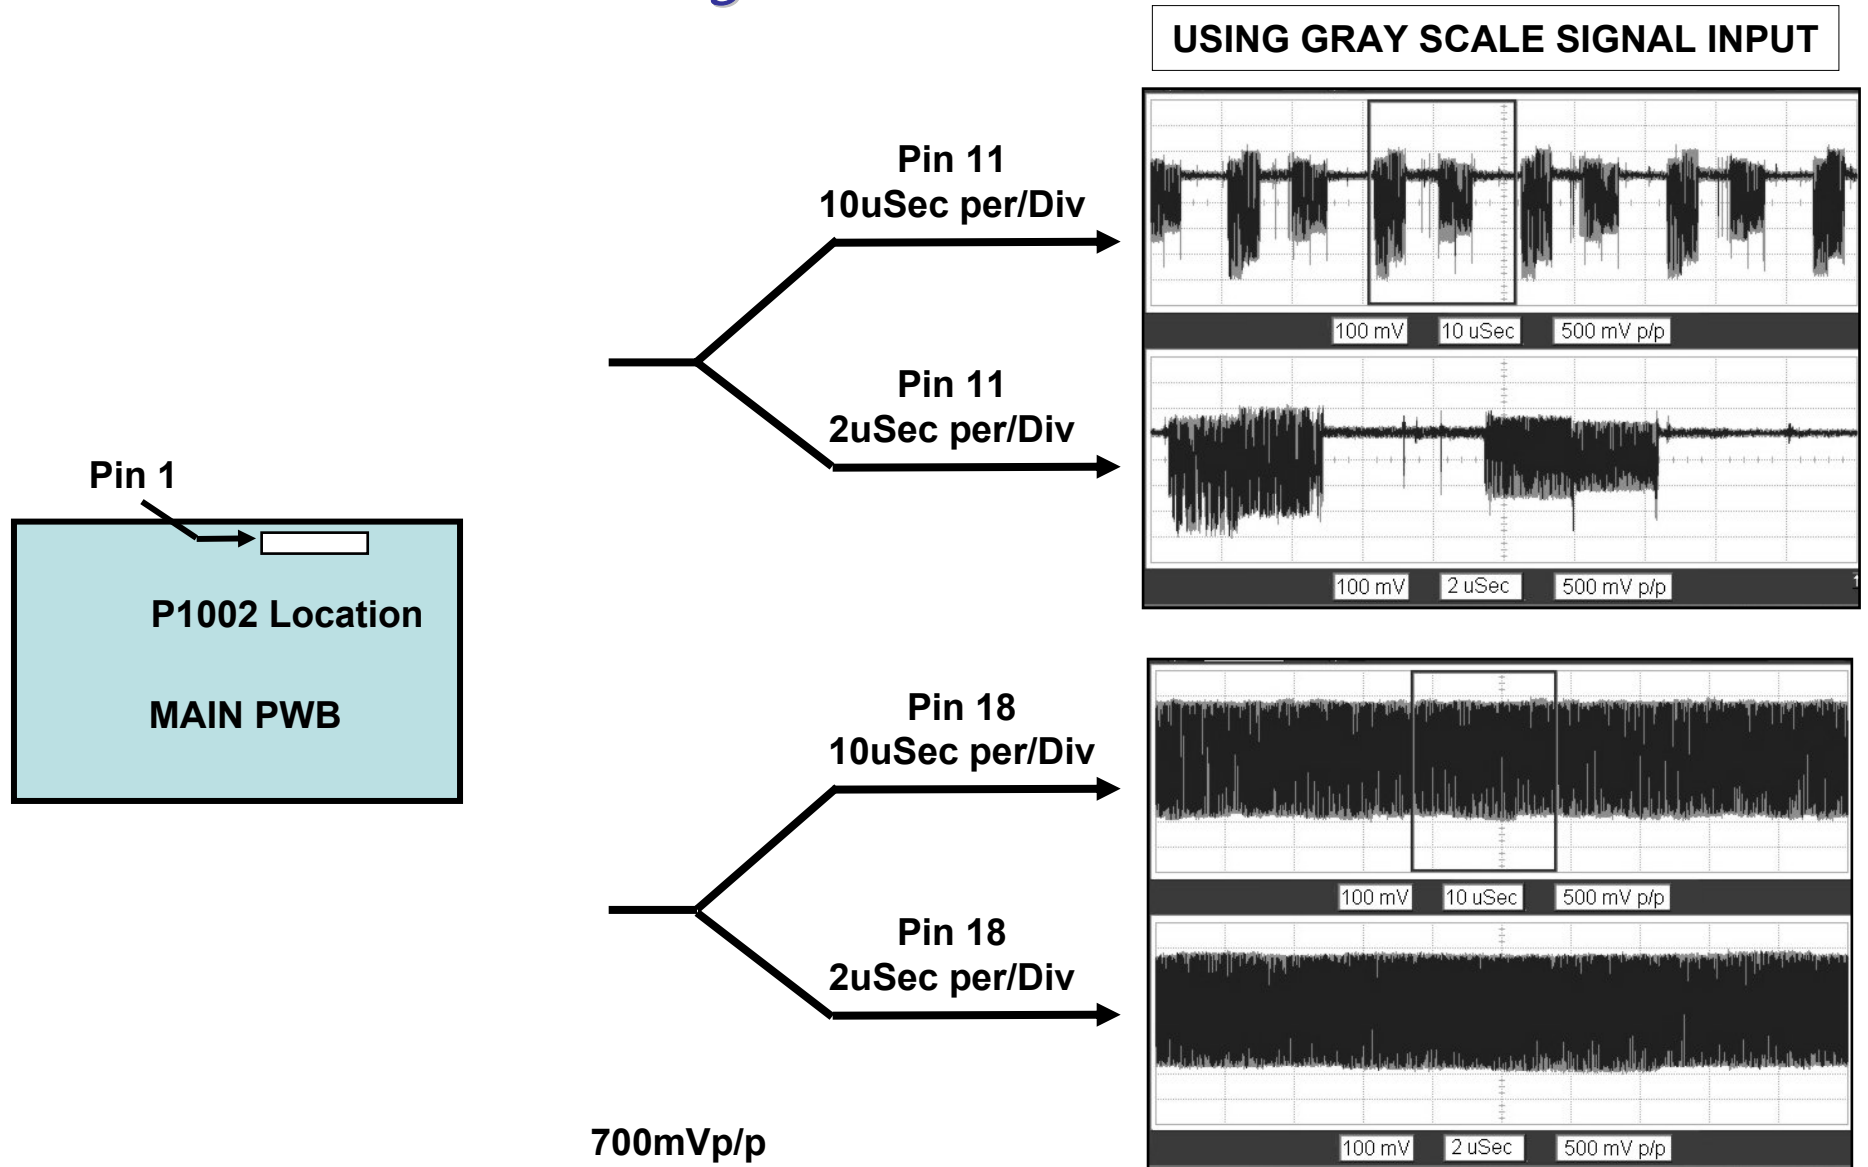 USING GRAY SCALE SIGNAL INPUT
Pin 11
10uSec per/Div
100 mV 10 uSec 500 mV p/p
Pin 11
2uSec per/Div
100 mV 2 uSec 500 mV p/p
Pin 1
P1002 Location
MAIN PWB
Pin 18
10uSec per/Div
100 mV 10 uSec 500 mV p/p
Pin 18
2uSec per/Div
100 mV 2 uSec 500 mV p/p
700mVp/p